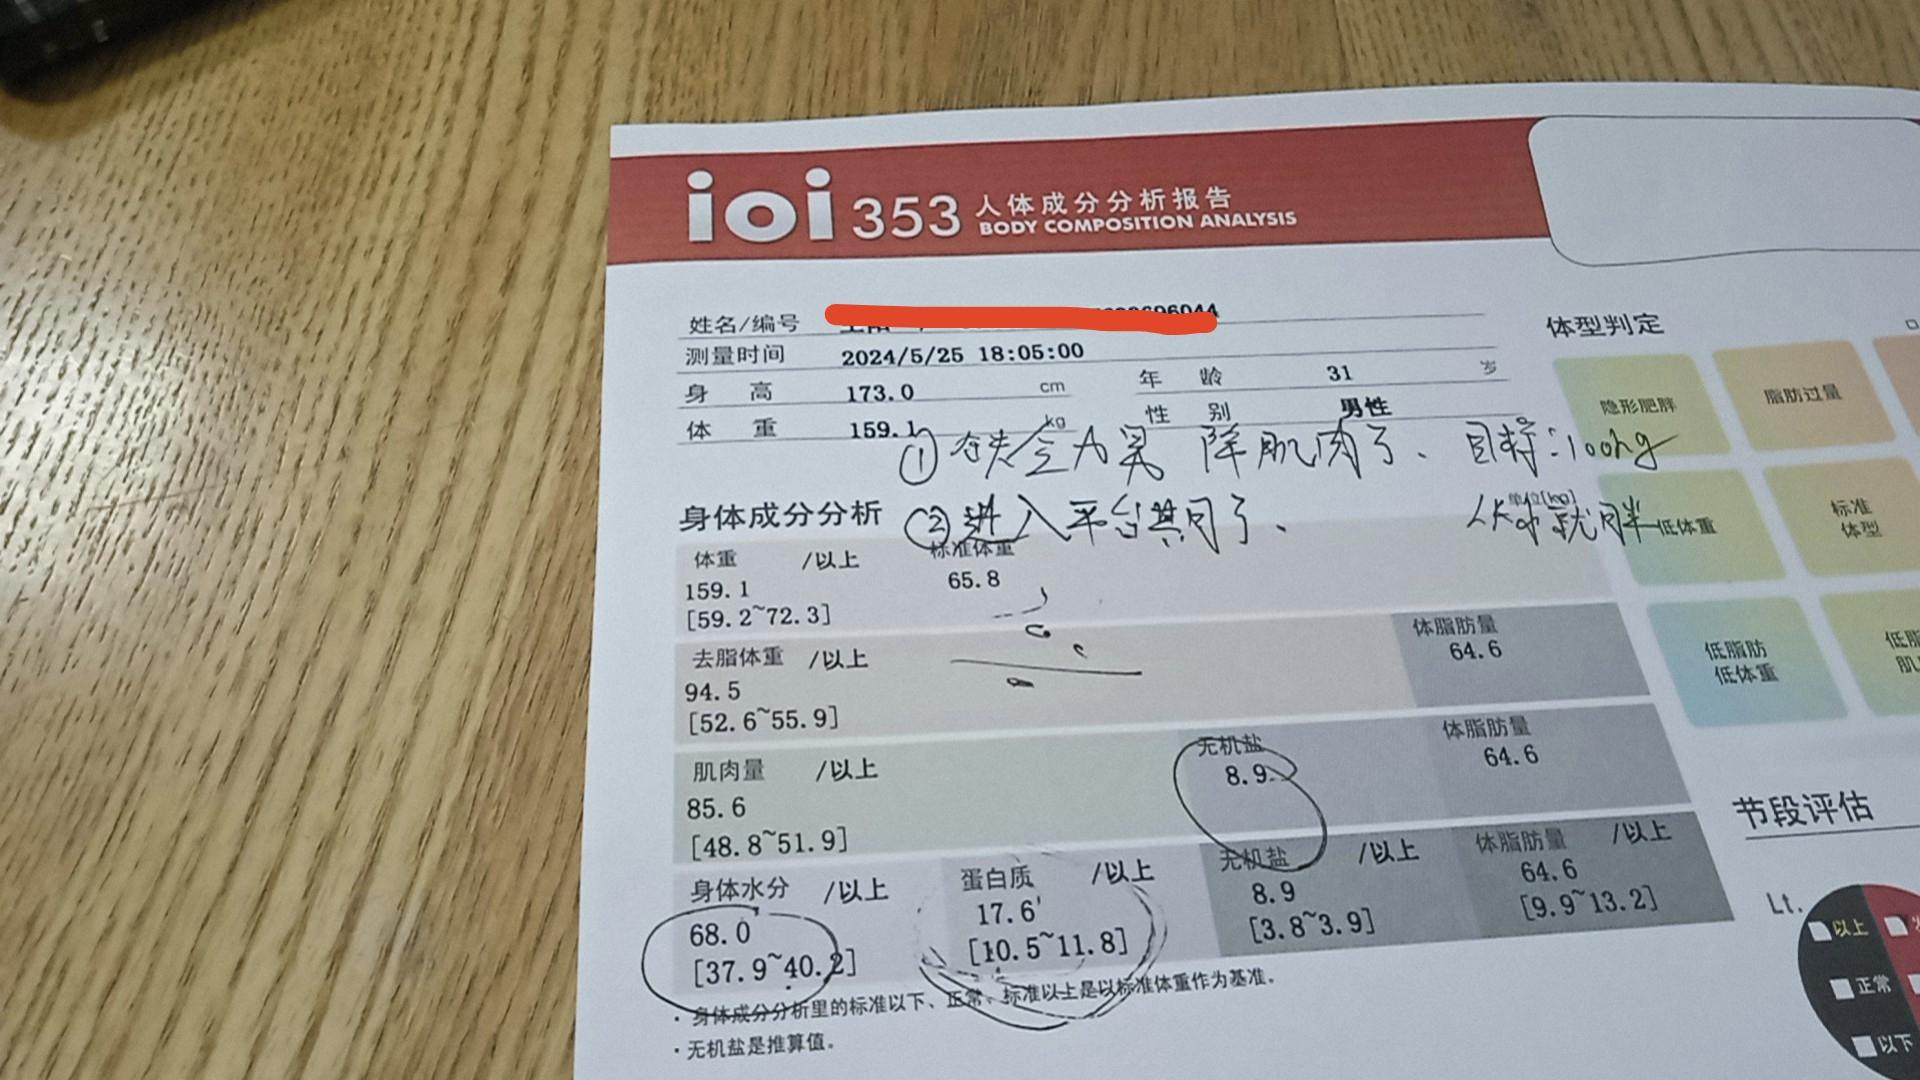 ioi 353 人体成分分析报告
BODY COMPOSITION ANALYSIS
姓名/编号
测量时间 2024/5/25 18:05:00
身高 173.0 cm 年龄 31 岁
体重 159.1 kg 性别 男性
① 降肌肉了、目标:100kg
② 进入平台其月了、
身体成分分析
单位[kg]
体重 /以上 标准体重
159.1 65.8
[59.2~72.3]
去脂体重 /以上 体脂肪量
94.5 64.6
[52.6~55.9]
肌肉量 /以上 无机盐 体脂肪量
85.6 8.9 64.6
[48.8~51.9]
身体水分 /以上 蛋白质 /以上 无机盐 /以上 体脂肪量 /以上
68.0 17.6 8.9 64.6
[37.9~40.2] [10.5~11.8] [3.8~3.9] [9.9~13.2]
·身体成分分析里的标准以下、正常、标准以上是以标准体重作为基准。
·无机盐是推算值。
体型判定
隐形肥胖 脂肪过量
低体重 标准体型
低脂肪低体重
节段评估
Lt.
以上
正常
以下